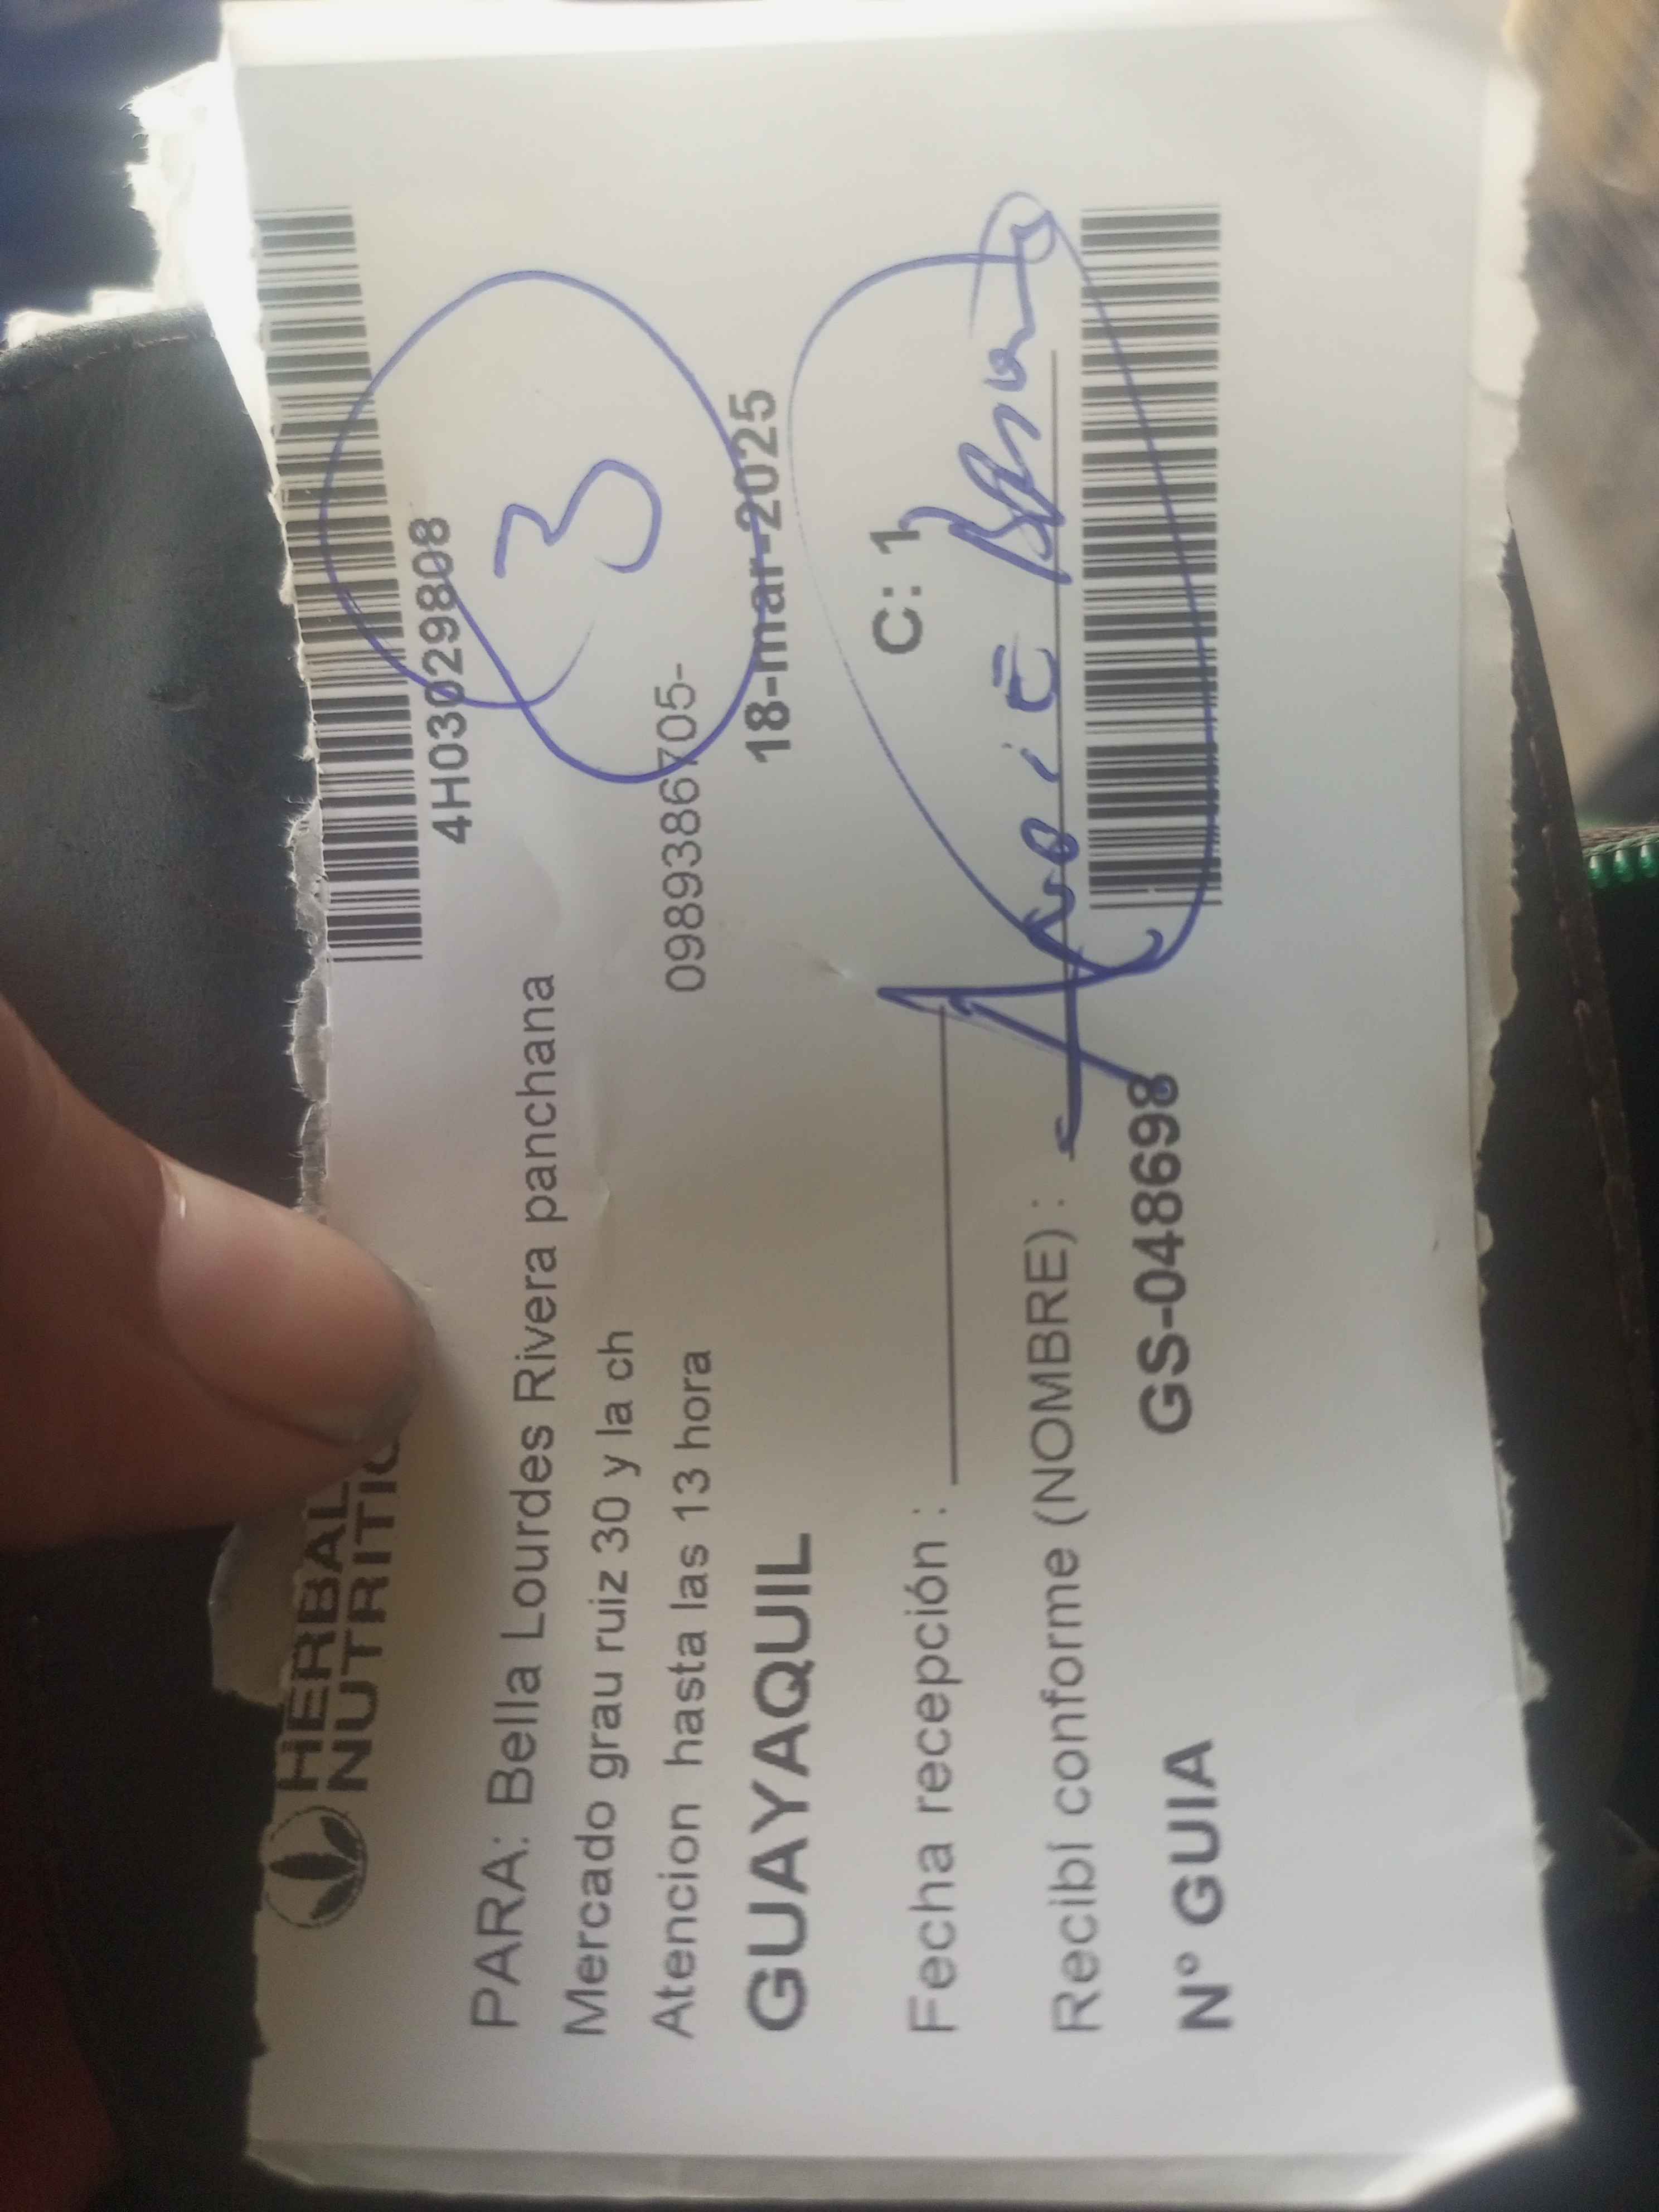 HERBAL
NUTRITIO
4H03029808
PARA: Bella Lourdes Rivera panchana
3
Mercado grau ruiz 30 y la ch
Atencion hasta las 13 hora
0989386705-
GUAYAQUIL
18-mar-2025
C: 1
Fecha recepción :
Recibí conforme (NOMBRE) :
N° GUIA
GS-048698